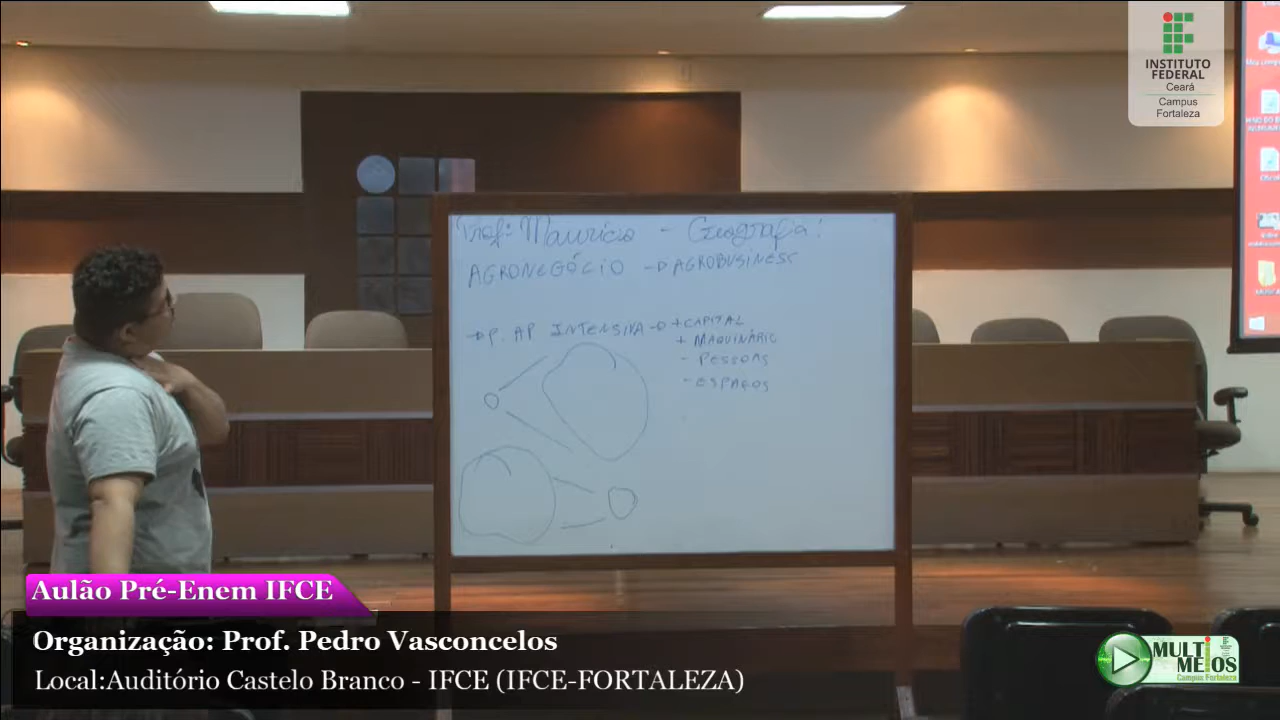 INSTITUTO
FEDERAL
Ceará
Campus
Fortaleza
Prof: Maurício - Geografia!
AGRONEGÓCIO → AGROBUSINESS
→ P. AP INTENSIVA → + CAPITAL
+ MAQUINÁRIO
- PESSOAS
- ESPAÇOS
Aulão Pré-Enem IFCE
Organização: Prof. Pedro Vasconcelos
Local:Auditório Castelo Branco - IFCE (IFCE-FORTALEZA)
MULTI
MEIOS
Campus Fortaleza